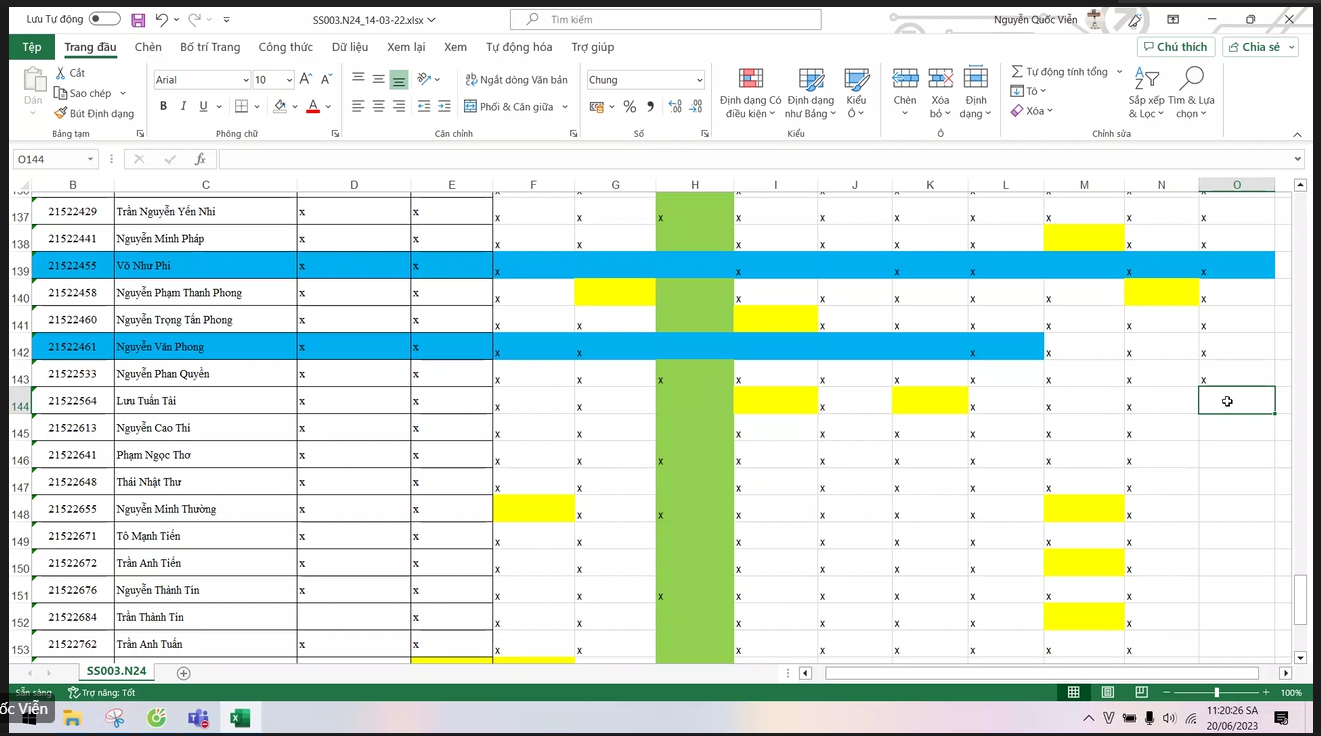 Lưu Tự động SS003.N24_14-03-22.xlsx Tìm kiếm Nguyễn Quốc Viễn
Tệp Trang đầu Chèn Bố trí Trang Công thức Dữ liệu Xem lại Xem Tự động hóa Trợ giúp Chú thích Chia sẻ
Dán Cắt Sao chép Bút Định dạng Bảng tạm
Arial 10 B I U A Phông chữ
Ngắt dòng Văn bản Phối & Căn giữa Căn chỉnh
Chung % Số
Định dạng Có điều kiện Định dạng như Bảng Kiểu Ô Kiểu
Chèn Xóa bỏ Định dạng Ô
Tự động tính tổng Tô Xóa Sắp xếp & Lọc Tìm & Lựa chọn Chỉnh sửa
O144 fx
B C D E F G H I J K L M N O
x x x x x x x x
137 21522429 Trần Nguyễn Yến Nhi x x x x x x x x x x x x
138 21522441 Nguyễn Minh Pháp x x x x x x x x x x
139 21522455 Võ Như Phi x x x x x x x x
140 21522458 Nguyễn Phạm Thanh Phong x x x x x x x x x
141 21522460 Nguyễn Trọng Tấn Phong x x x x x x x x x x
142 21522461 Nguyễn Văn Phong x x x x x x x x
143 21522533 Nguyễn Phan Quyền x x x x x x x x x x x x
144 21522564 Lưu Tuấn Tài x x x x x x x x
145 21522613 Nguyễn Cao Thi x x x x x x x x x x
146 21522641 Phạm Ngọc Thơ x x x x x x x x x x x
147 21522648 Thái Nhật Thư x x x x x x x x x x
148 21522655 Nguyễn Minh Thường x x x x x x x x x
149 21522671 Tô Mạnh Tiến x x x x x x x x x x
150 21522672 Trần Anh Tiến x x x x x x x x x
151 21522676 Nguyễn Thành Tín x x x x x x x x x x x
152 21522684 Trần Thành Tín x x x x x x x x
153 21522762 Trần Anh Tuấn x x x x x x x x x x
SS003.N24
Sẵn sàng Trợ năng: Tốt 100%
ốc Viễn
11:20:26 SA
20/06/2023